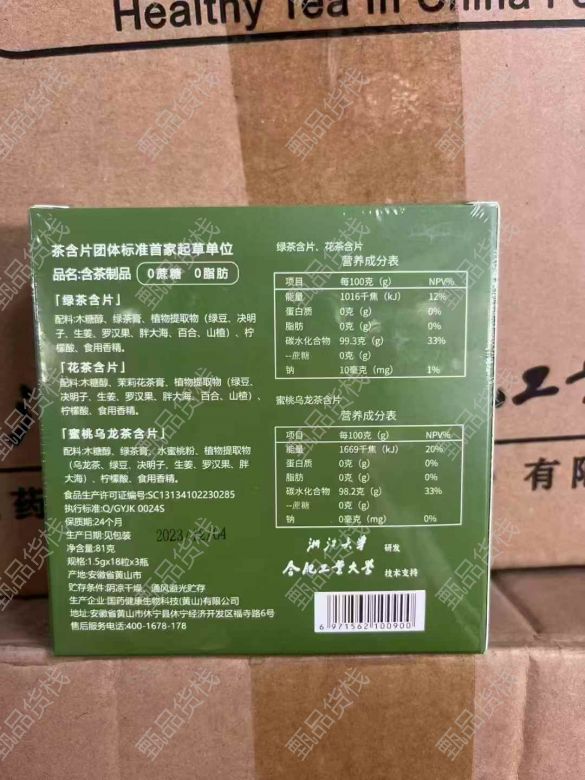 Healthy Tea in China
茶含片团体标准首家起草单位
品名:含茶制品 0蔗糖 0脂肪
「绿茶含片」
配料:木糖醇、绿茶膏、植物提取物（绿豆、决明
子、生姜、罗汉果、胖大海、百合、山楂）、柠
檬酸、食用香精。
「花茶含片」
配料:木糖醇、茉莉花茶膏、植物提取物（绿豆、
决明子、生姜、罗汉果、胖大海、百合、山楂）、
柠檬酸、食用香精。
「蜜桃乌龙茶含片」
配料:木糖醇、绿茶膏、水蜜桃粉、植物提取物
（乌龙茶、绿豆、决明子、生姜、罗汉果、胖
大海）、柠檬酸、食用香精。
食品生产许可证编号:SC13134102230285
执行标准:Q/GYJK 0024S
保质期:24个月
生产日期:见包装 2023/12/04
净含量:81克
规格:1.5gx18粒x3瓶
产地:安徽省黄山市
贮存条件:阴凉干燥、通风避光贮存
生产企业:国药健康生物科技(黄山)有限公司
地址:安徽省黄山市休宁县休宁经济开发区福寺路6号
售后服务电话:400-1678-178
绿茶含片、花茶含片
营养成分表
项目 每100克（g） NPV%
能量 1016千焦（kJ） 12%
蛋白质 0克（g） 0%
脂肪 0克（g） 0%
碳水化合物 99.3克（g） 33%
--蔗糖 0克（g）
钠 10毫克（mg） 1%
蜜桃乌龙茶含片
营养成分表
项目 每100克（g） NPV%
能量 1669千焦（kJ） 20%
蛋白质 0克（g） 0%
脂肪 0克（g） 0%
碳水化合物 98.2克（g） 33%
--蔗糖 0克（g）
钠 0毫克（mg） 0%
浙江大学 研发
合肥工业大学 技术支持
6 971562 100900
药
有限
甄品货栈